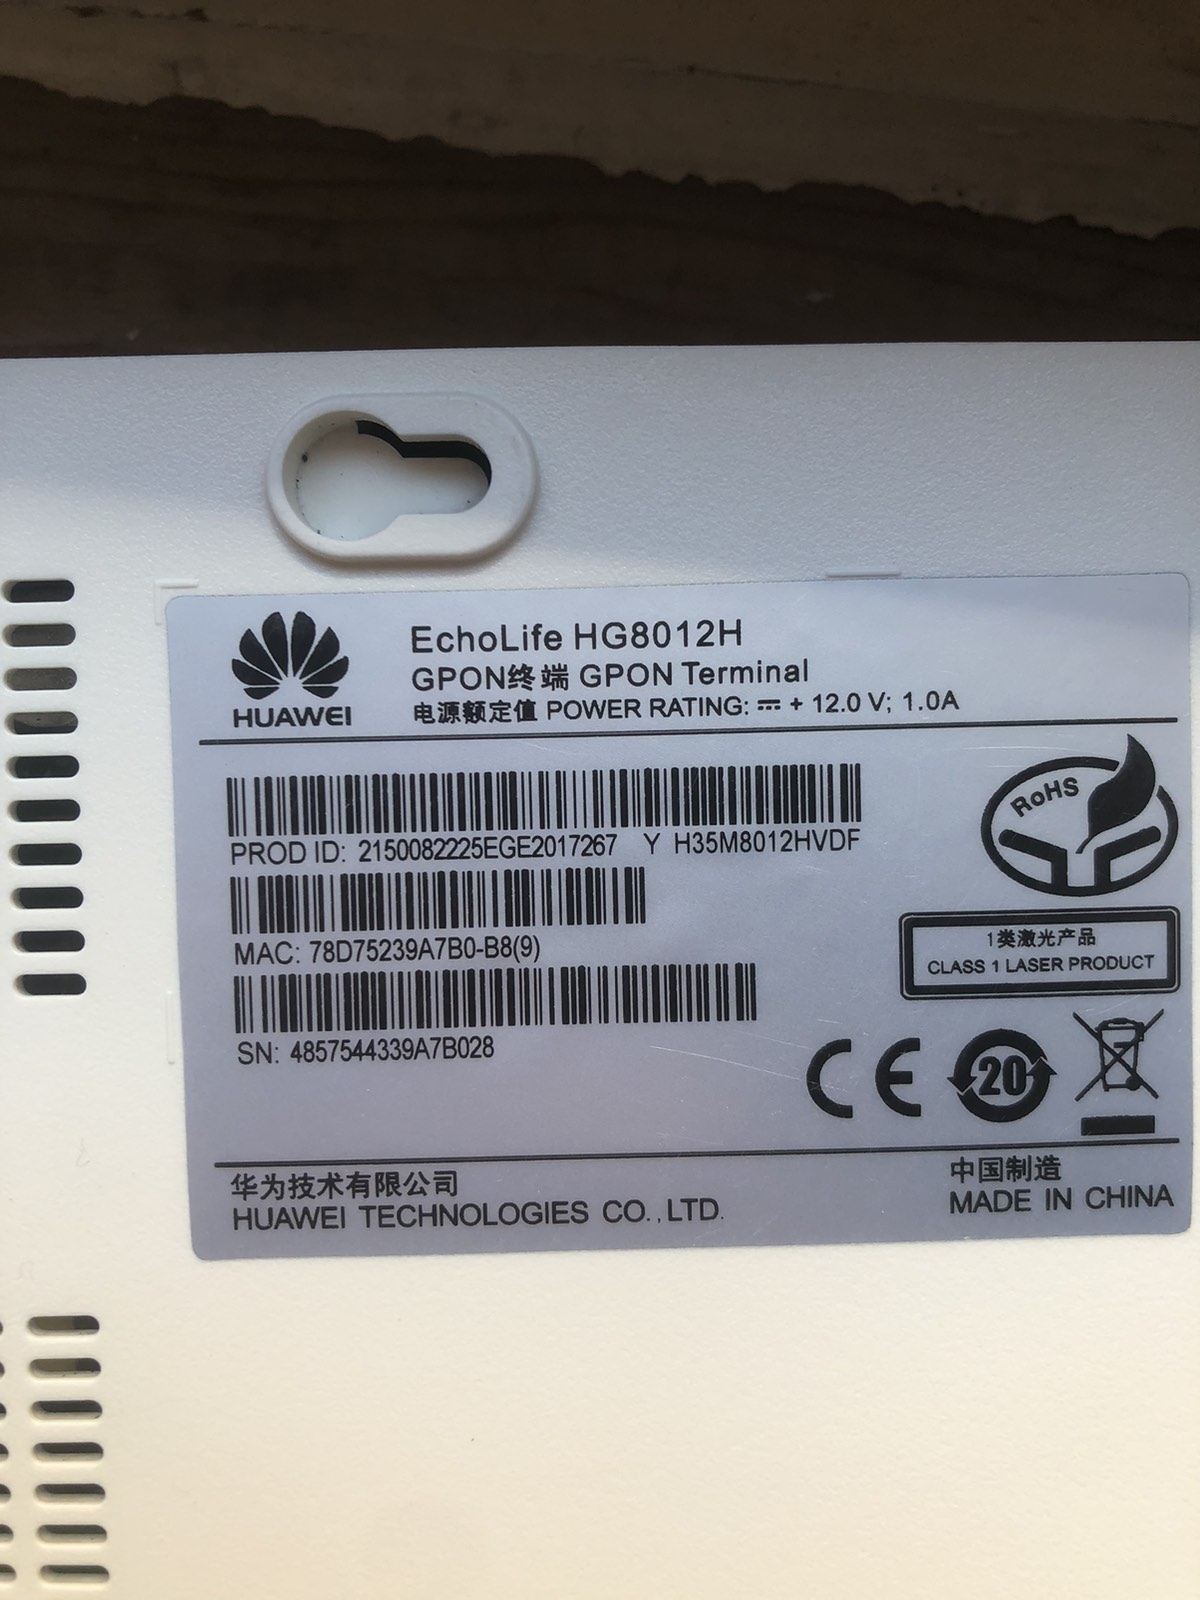 HUAWEI
EchoLife HG8012H
GPON终端 GPON Terminal
电源额定值 POWER RATING: ⎓ + 12.0 V; 1.0A
PROD ID: 2150082225EGE2017267 Y H35M8012HVDF
MAC: 78D75239A7B0-B8(9)
SN: 4857544339A7B028
RoHS
1类激光产品
CLASS 1 LASER PRODUCT
CE
20
华为技术有限公司
HUAWEI TECHNOLOGIES CO.,LTD.
中国制造
MADE IN CHINA